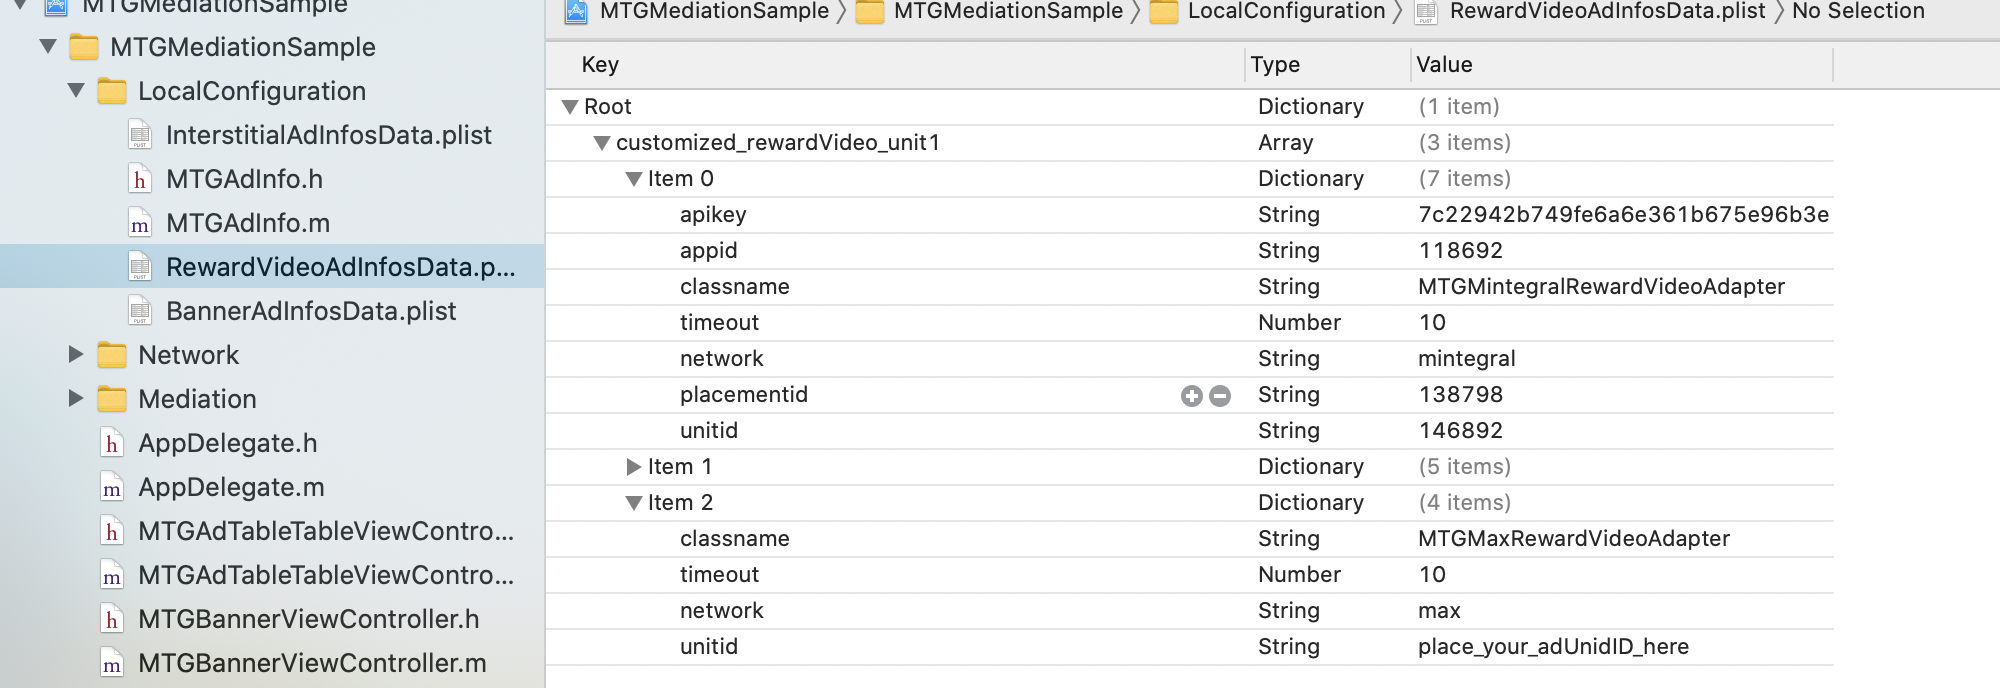 MTGMediationSample
MTGMediationSample
LocalConfiguration
InterstitialAdInfosData.plist
MTGAdInfo.h
MTGAdInfo.m
RewardVideoAdInfosData.p...
BannerAdInfosData.plist
Network
Mediation
AppDelegate.h
AppDelegate.m
MTGAdTableTableViewContro...
MTGAdTableTableViewContro...
MTGBannerViewController.h
MTGBannerViewController.m
MTGMediationSample 〉 MTGMediationSample 〉 LocalConfiguration 〉 RewardVideoAdInfosData.plist 〉 No Selection
Key Type Value
Root Dictionary (1 item)
customized_rewardVideo_unit1 Array (3 items)
Item 0 Dictionary (7 items)
apikey String 7c22942b749fe6a6e361b675e96b3e
appid String 118692
classname String MTGMintegralRewardVideoAdapter
timeout Number 10
network String mintegral
placementid String 138798
unitid String 146892
Item 1 Dictionary (5 items)
Item 2 Dictionary (4 items)
classname String MTGMaxRewardVideoAdapter
timeout Number 10
network String max
unitid String place_your_adUnidID_here